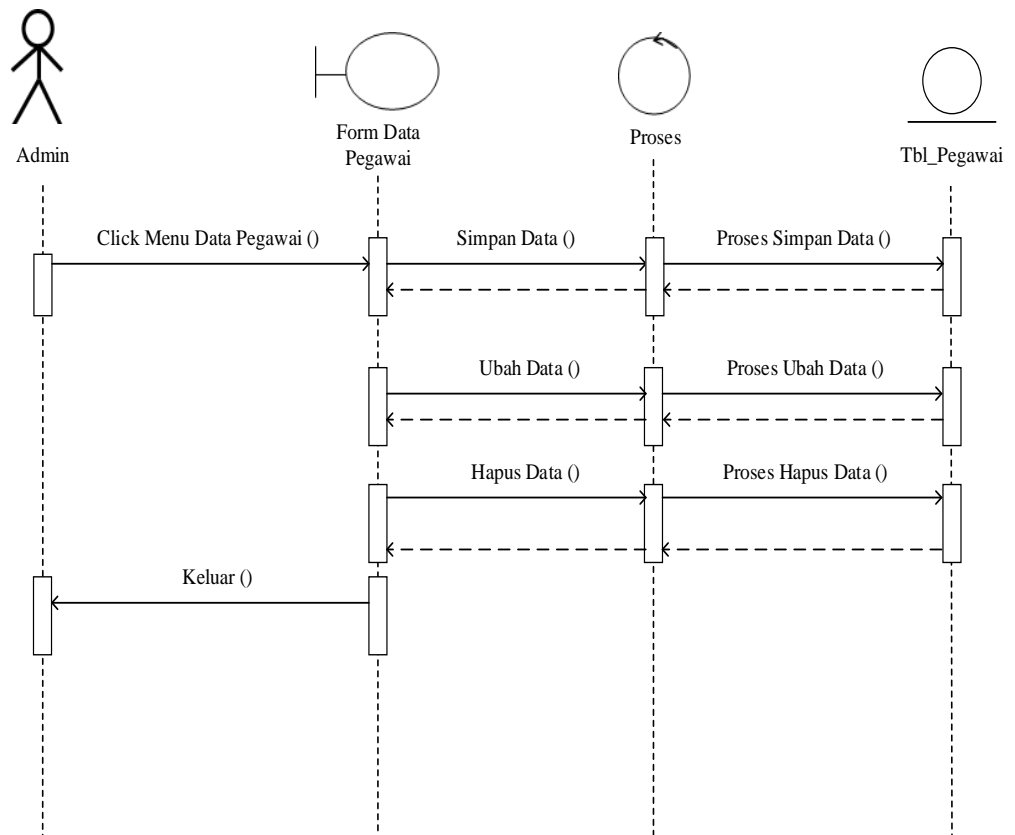 Admin
Form Data
Pegawai
Proses
Tbl_Pegawai
Click Menu Data Pegawai ()
Simpan Data ()
Proses Simpan Data ()
Ubah Data ()
Proses Ubah Data ()
Hapus Data ()
Proses Hapus Data ()
Keluar ()